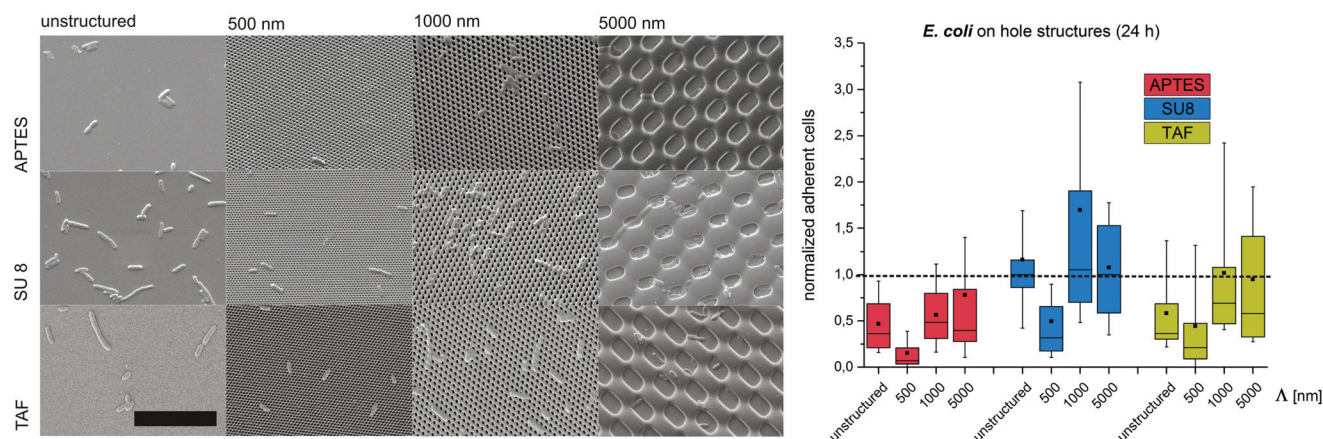 unstructured 500 nm 1000 nm 5000 nm
APTES
SU 8
TAF
E. coli on hole structures (24 h)
normalized adherent cells
3,5
3,0
2,5
2,0
1,5
1,0
0,5
0,0
APTES
SU8
TAF
unstructured 500 1000 5000 unstructured 500 1000 5000 unstructured 500 1000 5000 Λ [nm]